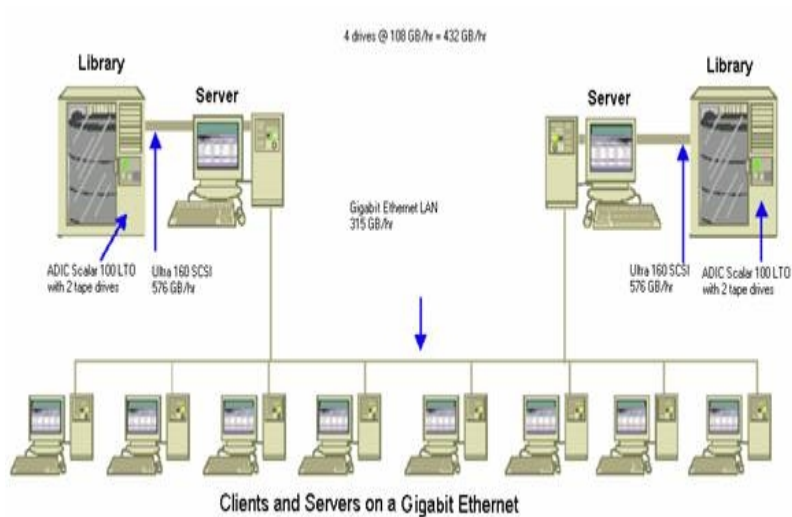 4 drives @ 108 GB/hr = 432 GB/hr
Library
Server
Server
Library
Gigabit Ethernet LAN
315 GB/hr
ADIC Scalar 100 LTO
with 2 tape drives
Ultra 160 SCSI
576 GB/hr
Ultra 160 SCSI
576 GB/hr
ADIC Scalar 100 LTO
with 2 tape drives
Clients and Servers on a Gigabit Ethernet